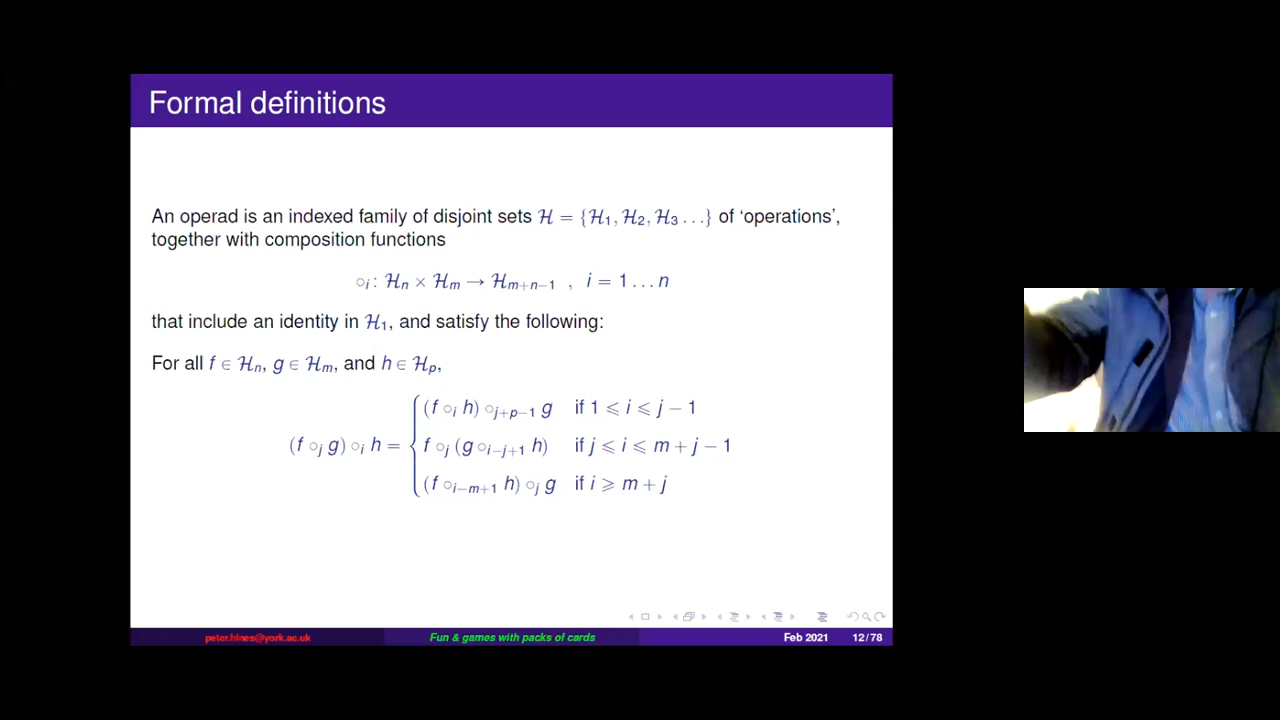 Formal definitions
An operad is an indexed family of disjoint sets ℋ = {ℋ₁, ℋ₂, ℋ₃ …} of ‘operations’,
together with composition functions
∘ᵢ : ℋₙ × ℋₘ → ℋₘ₊ₙ₋₁ , i = 1 … n
that include an identity in ℋ₁, and satisfy the following:
For all f ∈ ℋₙ, g ∈ ℋₘ, and h ∈ ℋₚ,
(f ∘ᵢ h) ∘ⱼ₊ₚ₋₁ g if 1 ⩽ i ⩽ j − 1
(f ∘ⱼ g) ∘ᵢ h = { f ∘ⱼ (g ∘ᵢ₋ⱼ₊₁ h) if j ⩽ i ⩽ m + j − 1
(f ∘ᵢ₋ₘ₊₁ h) ∘ⱼ g if i ⩾ m + j
peter.hines@york.ac.uk Fun & games with packs of cards Feb 2021 12/78